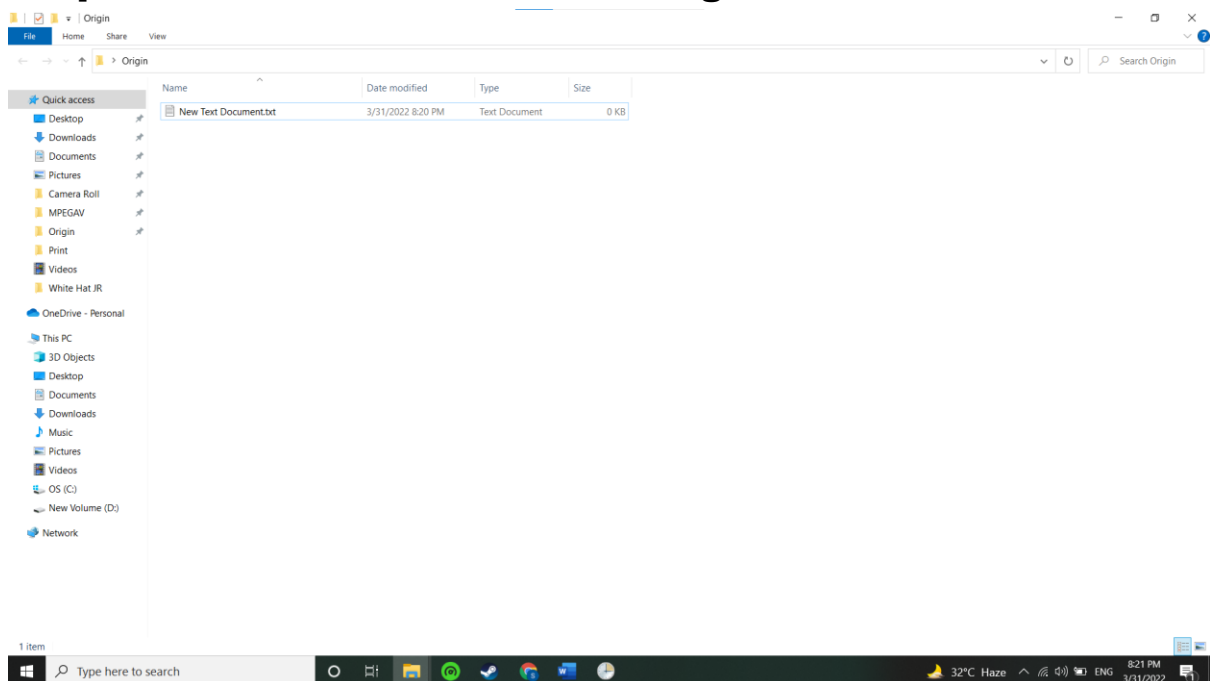 Origin
File Home Share View
Origin
Search Origin
Name Date modified Type Size
New Text Document.txt 3/31/2022 8:20 PM Text Document 0 KB
Quick access
Desktop
Downloads
Documents
Pictures
Camera Roll
MPEGAV
Origin
Print
Videos
White Hat JR
OneDrive - Personal
This PC
3D Objects
Desktop
Documents
Downloads
Music
Pictures
Videos
OS (C:)
New Volume (D:)
Network
1 item
Type here to search
32°C Haze ENG 8:21 PM
3/31/2022